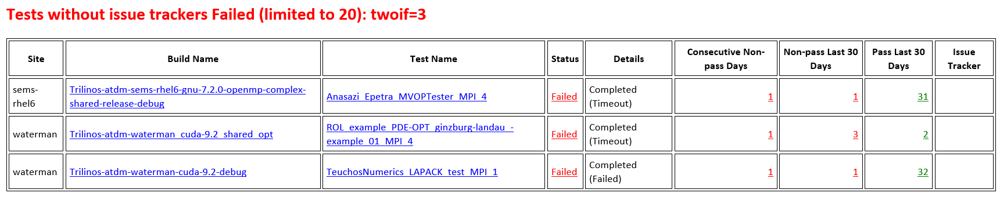 Tests without issue trackers Failed (limited to 20): twoif=3
Site Build Name Test Name Status Details Consecutive Non-
pass Days Non-pass Last 30
Days Pass Last 30
Days Issue
Tracker
sems-
rhel6 Trilinos-atdm-sems-rhel6-gnu-7.2.0-openmp-complex-
shared-release-debug Anasazi_Epetra_MVOPTester_MPI_4 Failed Completed
(Timeout) 1 1 31
waterman Trilinos-atdm-waterman_cuda-9.2_shared_opt ROL_example_PDE-OPT_ginzburg-landau_-
example_01_MPI_4 Failed Completed
(Timeout) 1 3 2
waterman Trilinos-atdm-waterman-cuda-9.2-debug TeuchosNumerics_LAPACK_test_MPI_1 Failed Completed
(Failed) 1 1 32